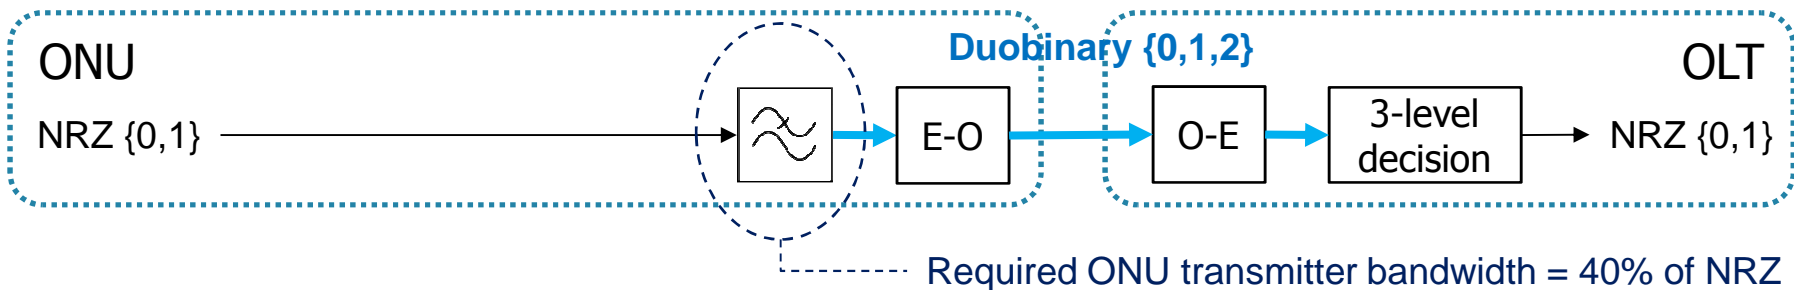 Duobinary {0,1,2}
ONU
OLT
NRZ {0,1}
E-O
O-E
3-level
decision
NRZ {0,1}
Required ONU transmitter bandwidth = 40% of NRZ